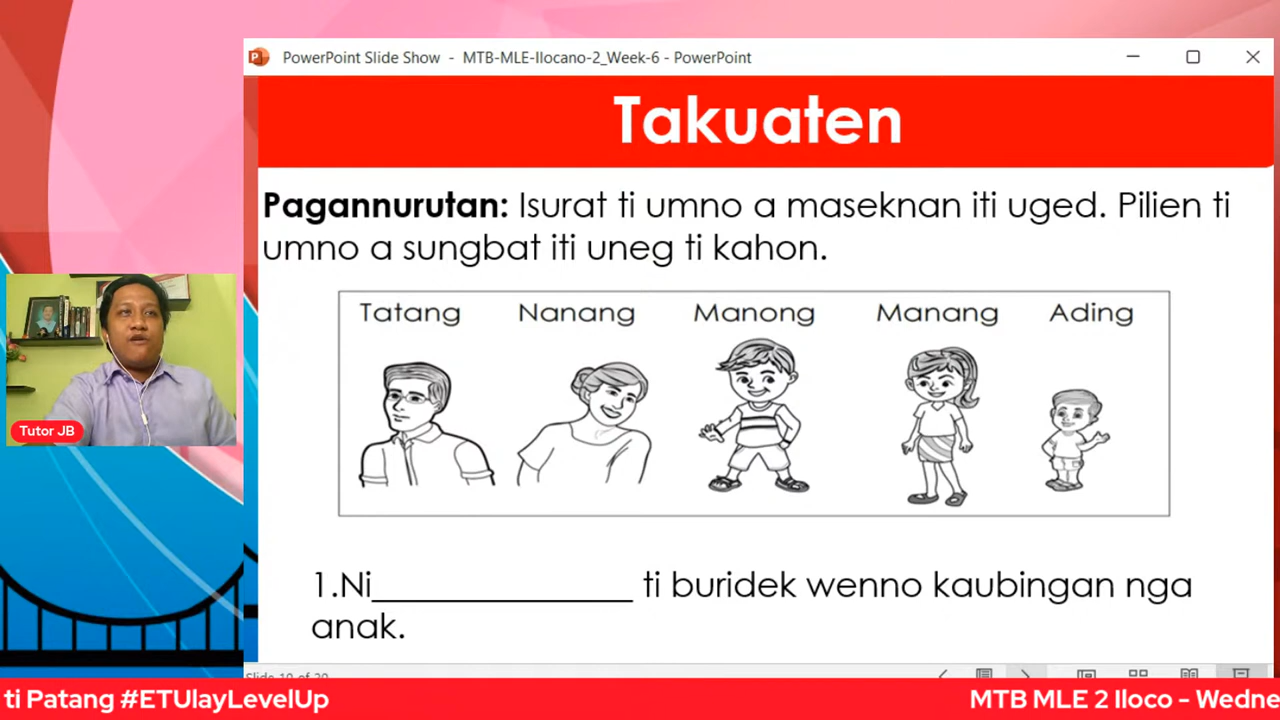 PowerPoint Slide Show - MTB-MLE-Ilocano-2_Week-6 - PowerPoint
Takuaten
Pagannurutan: Isurat ti umno a maseknan iti uged. Pilien ti
umno a sungbat iti uneg ti kahon.
Tatang Nanang Manong Manang Ading
Tutor JB
1.Ni______________ ti buridek wenno kaubingan nga
anak.
ti Patang #ETUlayLevelUp
MTB MLE 2 Iloco - Wedne